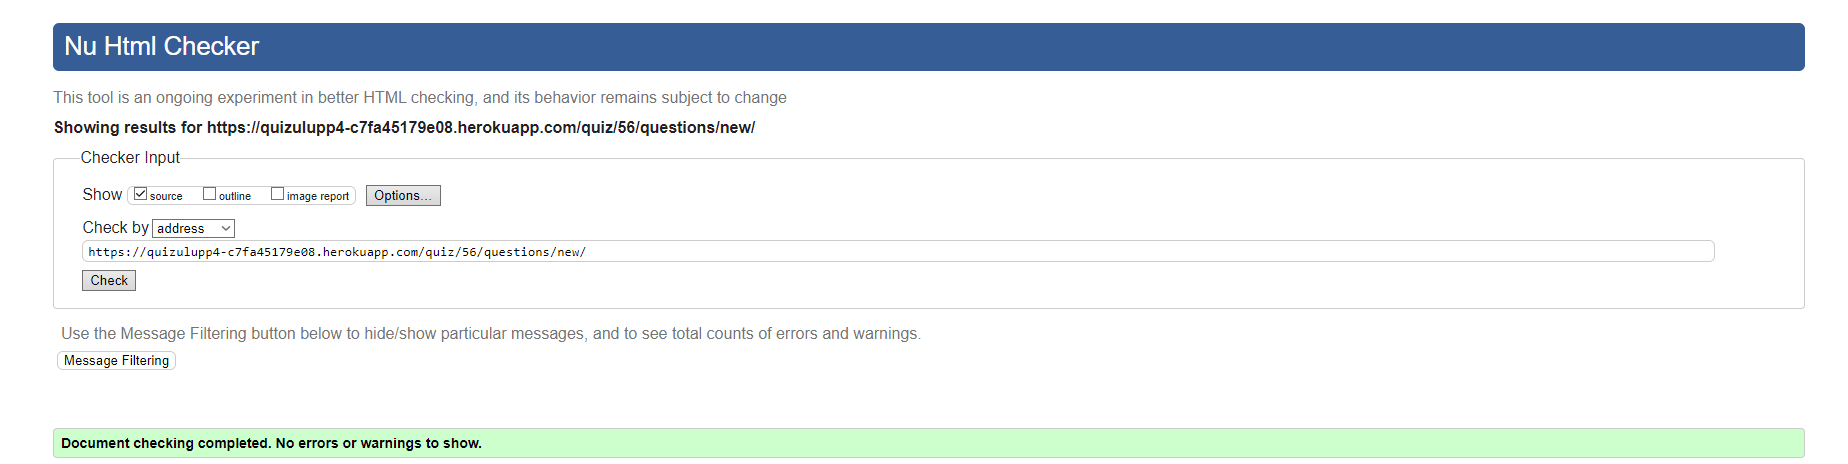 Nu Html Checker
This tool is an ongoing experiment in better HTML checking, and its behavior remains subject to change
Showing results for https://quizulupp4-c7fa45179e08.herokuapp.com/quiz/56/questions/new/
Checker Input
Show source outline image report Options...
Check by address
https://quizulupp4-c7fa45179e08.herokuapp.com/quiz/56/questions/new/
Check
Use the Message Filtering button below to hide/show particular messages, and to see total counts of errors and warnings.
Message Filtering
Document checking completed. No errors or warnings to show.